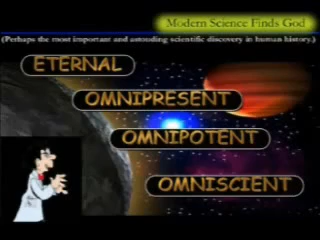 Modern Science Finds God
(Perhaps the most important and astounding scientific discovery in human history.)
ETERNAL
OMNIPRESENT
OMNIPOTENT
OMNISCIENT